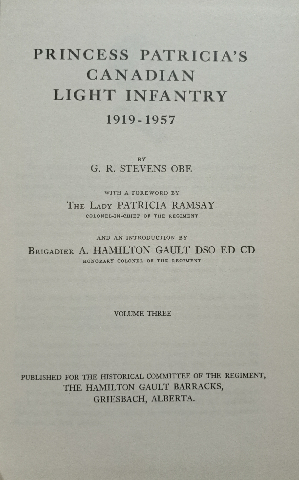 PRINCESS PATRICIA'S
CANADIAN
LIGHT INFANTRY
1919-1957
BY
G. R. STEVENS OBE
WITH A FOREWORD BY
THE LADY PATRICIA RAMSAY
COLONEL-IN-CHIEF OF THE REGIMENT
AND AN INTRODUCTION BY
BRIGADIER A. HAMILTON GAULT DSO ED CD
HONORARY COLONEL OF THE REGIMENT
VOLUME THREE
PUBLISHED FOR THE HISTORICAL COMMITTEE OF THE REGIMENT,
THE HAMILTON GAULT BARRACKS,
GRIESBACH, ALBERTA.